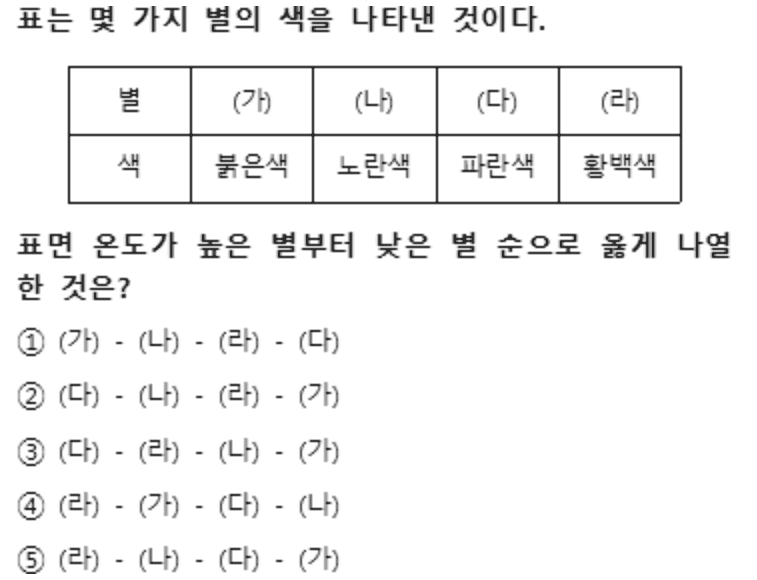 표는 몇 가지 별의 색을 나타낸 것이다.
별 (가) (나) (다) (라)
색 붉은색 노란색 파란색 황백색
표면 온도가 높은 별부터 낮은 별 순으로 옳게 나열
한 것은?
① (가) - (나) - (라) - (다)
② (다) - (나) - (라) - (가)
③ (다) - (라) - (나) - (가)
④ (라) - (가) - (다) - (나)
⑤ (라) - (나) - (다) - (가)